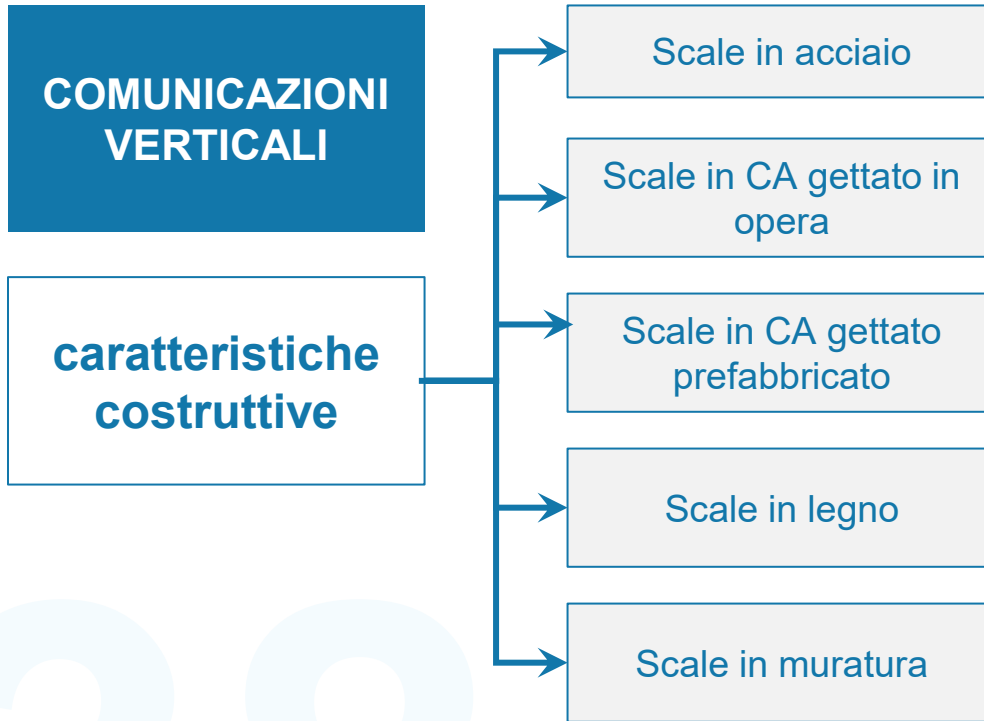 COMUNICAZIONI
VERTICALI
caratteristiche
costruttive
Scale in acciaio
Scale in CA gettato in
opera
Scale in CA gettato
prefabbricato
Scale in legno
Scale in muratura